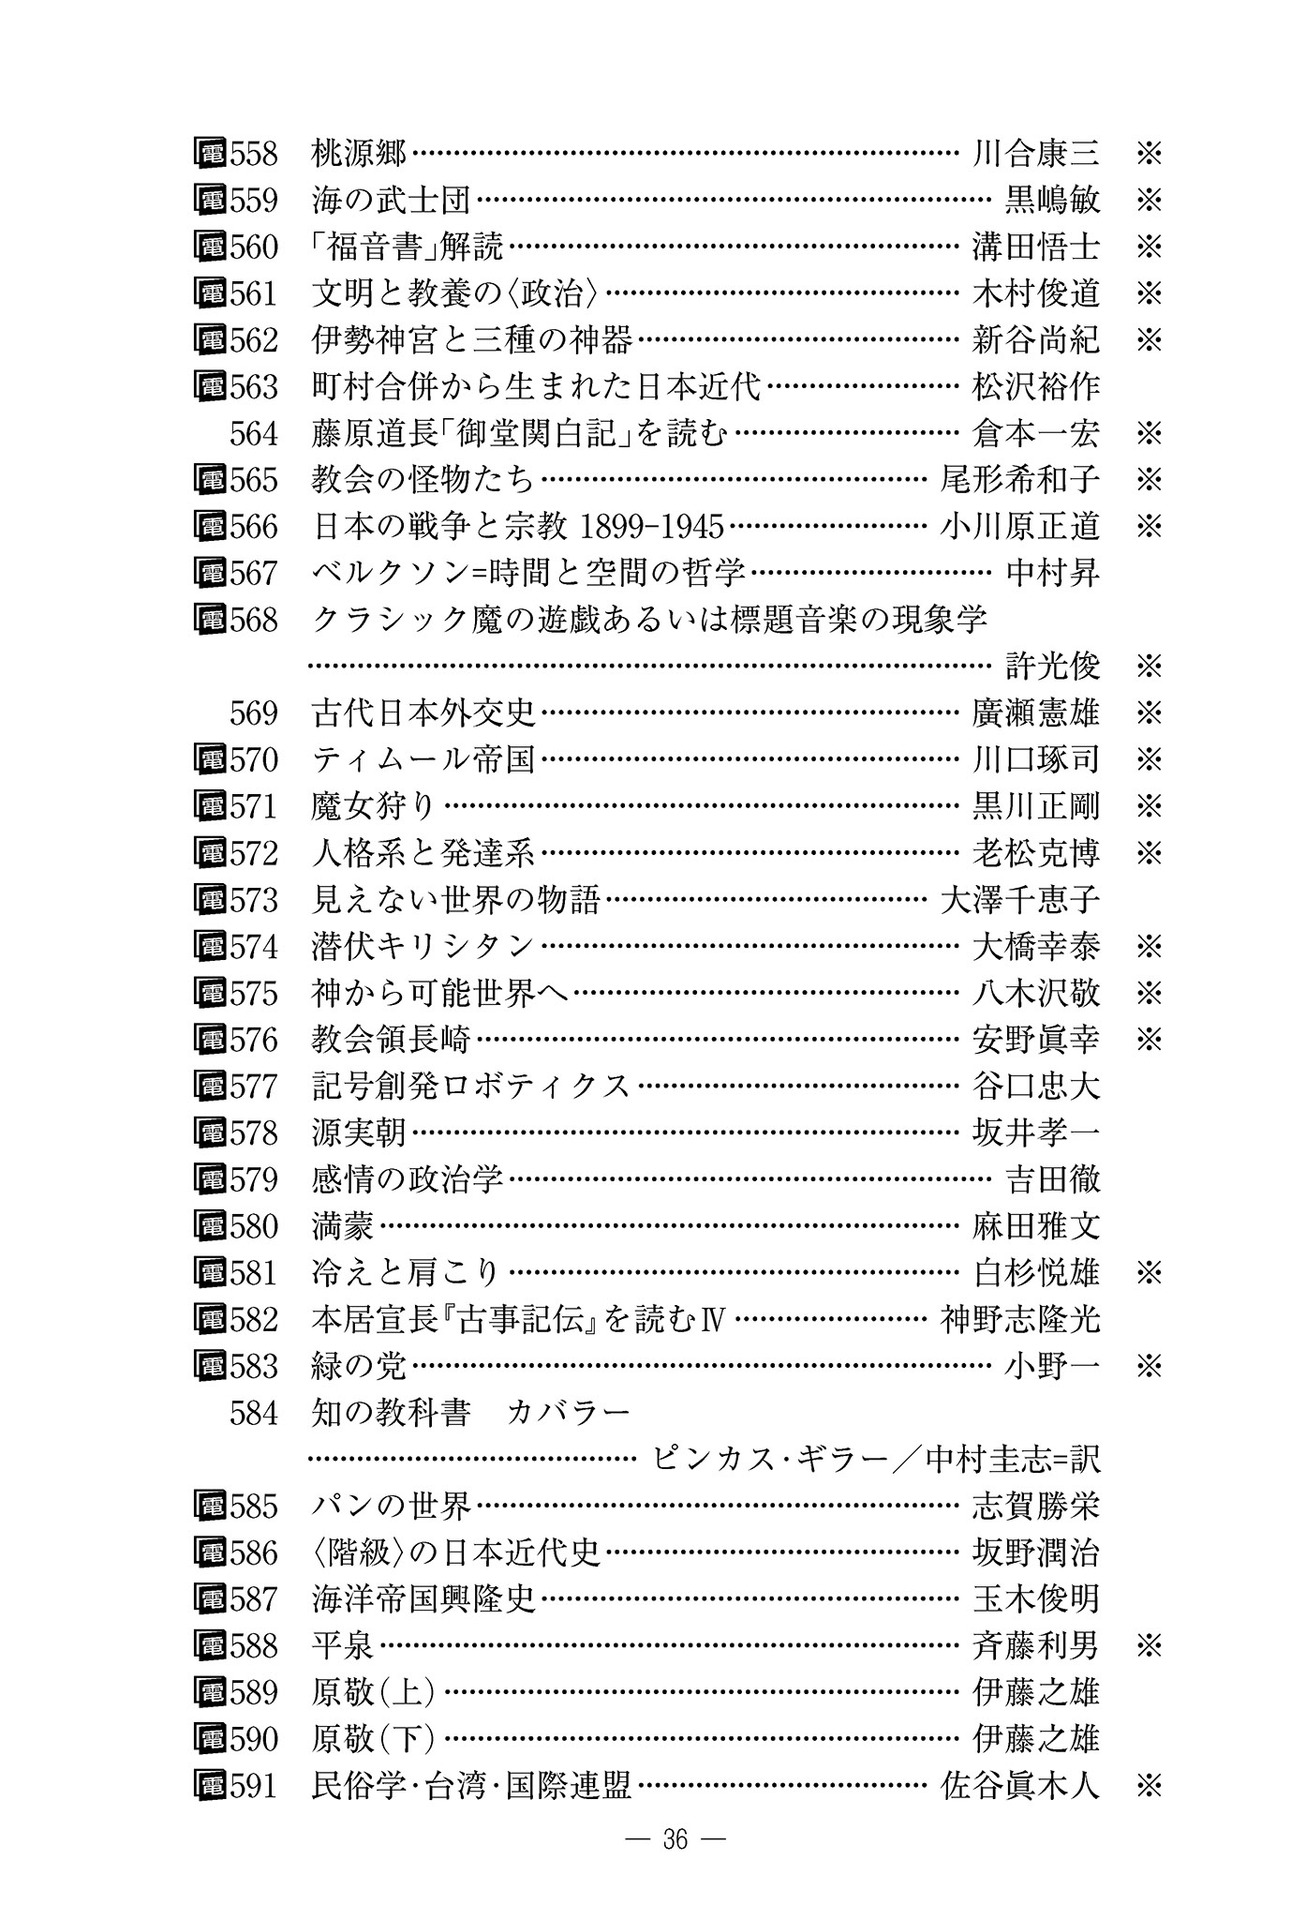 電558 桃源郷…………………………………………………… 川合康三 ※
電559 海の武士団……………………………………………… 黒嶋敏 ※
電560 「福音書」解読………………………………………… 溝田悟士 ※
電561 文明と教養の〈政治〉………………………………… 木村俊道 ※
電562 伊勢神宮と三種の神器……………………………… 新谷尚紀 ※
電563 町村合併から生まれた日本近代………………… 松沢裕作
564 藤原道長「御堂関白記」を読む…………………… 倉本一宏 ※
電565 教会の怪物たち…………………………………… 尾形希和子 ※
電566 日本の戦争と宗教 1899-1945………………… 小川原正道 ※
電567 ベルクソン=時間と空間の哲学……………………… 中村昇
電568 クラシック魔の遊戯あるいは標題音楽の現象学
………………………………………………………………… 許光俊 ※
569 古代日本外交史……………………………………… 廣瀬憲雄 ※
電570 ティムール帝国……………………………………… 川口琢司 ※
電571 魔女狩り………………………………………………… 黒川正剛 ※
電572 人格系と発達系……………………………………… 老松克博 ※
電573 見えない世界の物語……………………………… 大澤千恵子
電574 潜伏キリシタン……………………………………… 大橋幸泰 ※
電575 神から可能世界へ…………………………………… 八木沢敬 ※
電576 教会領長崎…………………………………………… 安野眞幸 ※
電577 記号創発ロボティクス……………………………… 谷口忠大
電578 源実朝…………………………………………………… 坂井孝一
電579 感情の政治学…………………………………………… 吉田徹
電580 満蒙……………………………………………………… 麻田雅文
電581 冷えと肩こり………………………………………… 白杉悦雄 ※
電582 本居宣長『古事記伝』を読むⅣ………………… 神野志隆光
電583 緑の党……………………………………………………… 小野一 ※
584 知の教科書　カバラー
……………………………… ピンカス・ギラー／中村圭志=訳
電585 パンの世界…………………………………………… 志賀勝栄
電586 〈階級〉の日本近代史………………………………… 坂野潤治
電587 海洋帝国興隆史……………………………………… 玉木俊明
電588 平泉……………………………………………………… 斉藤利男 ※
電589 原敬（上）………………………………………………… 伊藤之雄
電590 原敬（下）………………………………………………… 伊藤之雄
電591 民俗学・台湾・国際連盟…………………………… 佐谷眞木人 ※
― 36 ―